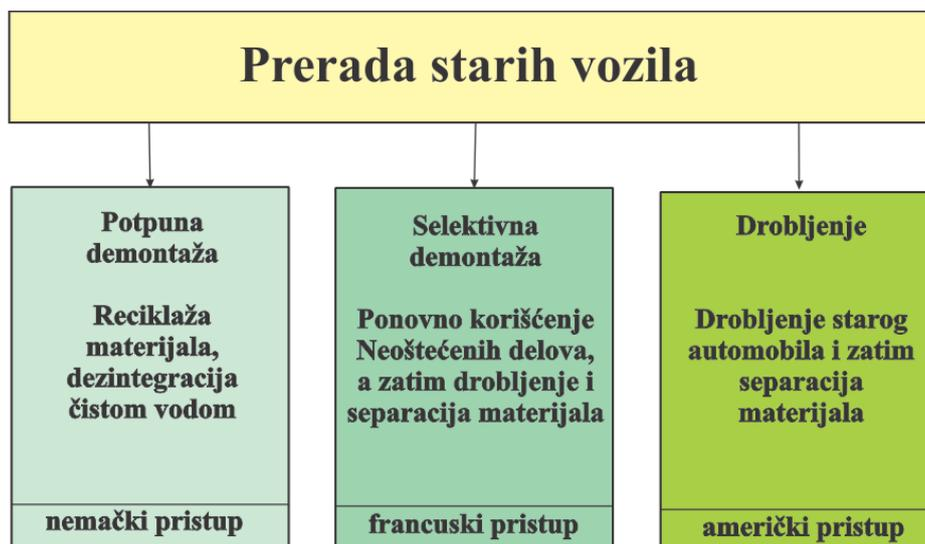 Prerada starih vozila
Potpuna
demontaža
Reciklaža
materijala,
dezintegracija
čistom vodom
nemački pristup
Selektivna
demontaža
Ponovno korišćenje
Neoštećenih delova,
a zatim drobljenje i
separacija materijala
francuski pristup
Drobljenje
Drobljenje starog
automobila i zatim
separacija
materijala
américki pristup